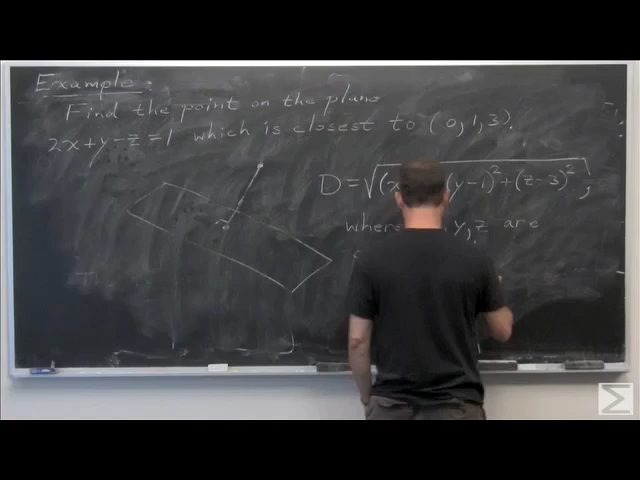 Example:
Find the point on the plane
2x+y-z=1 which is closest to (0,1,3).
D=√(x (y-1)²+(z-3)²,
where y,z are
Σ